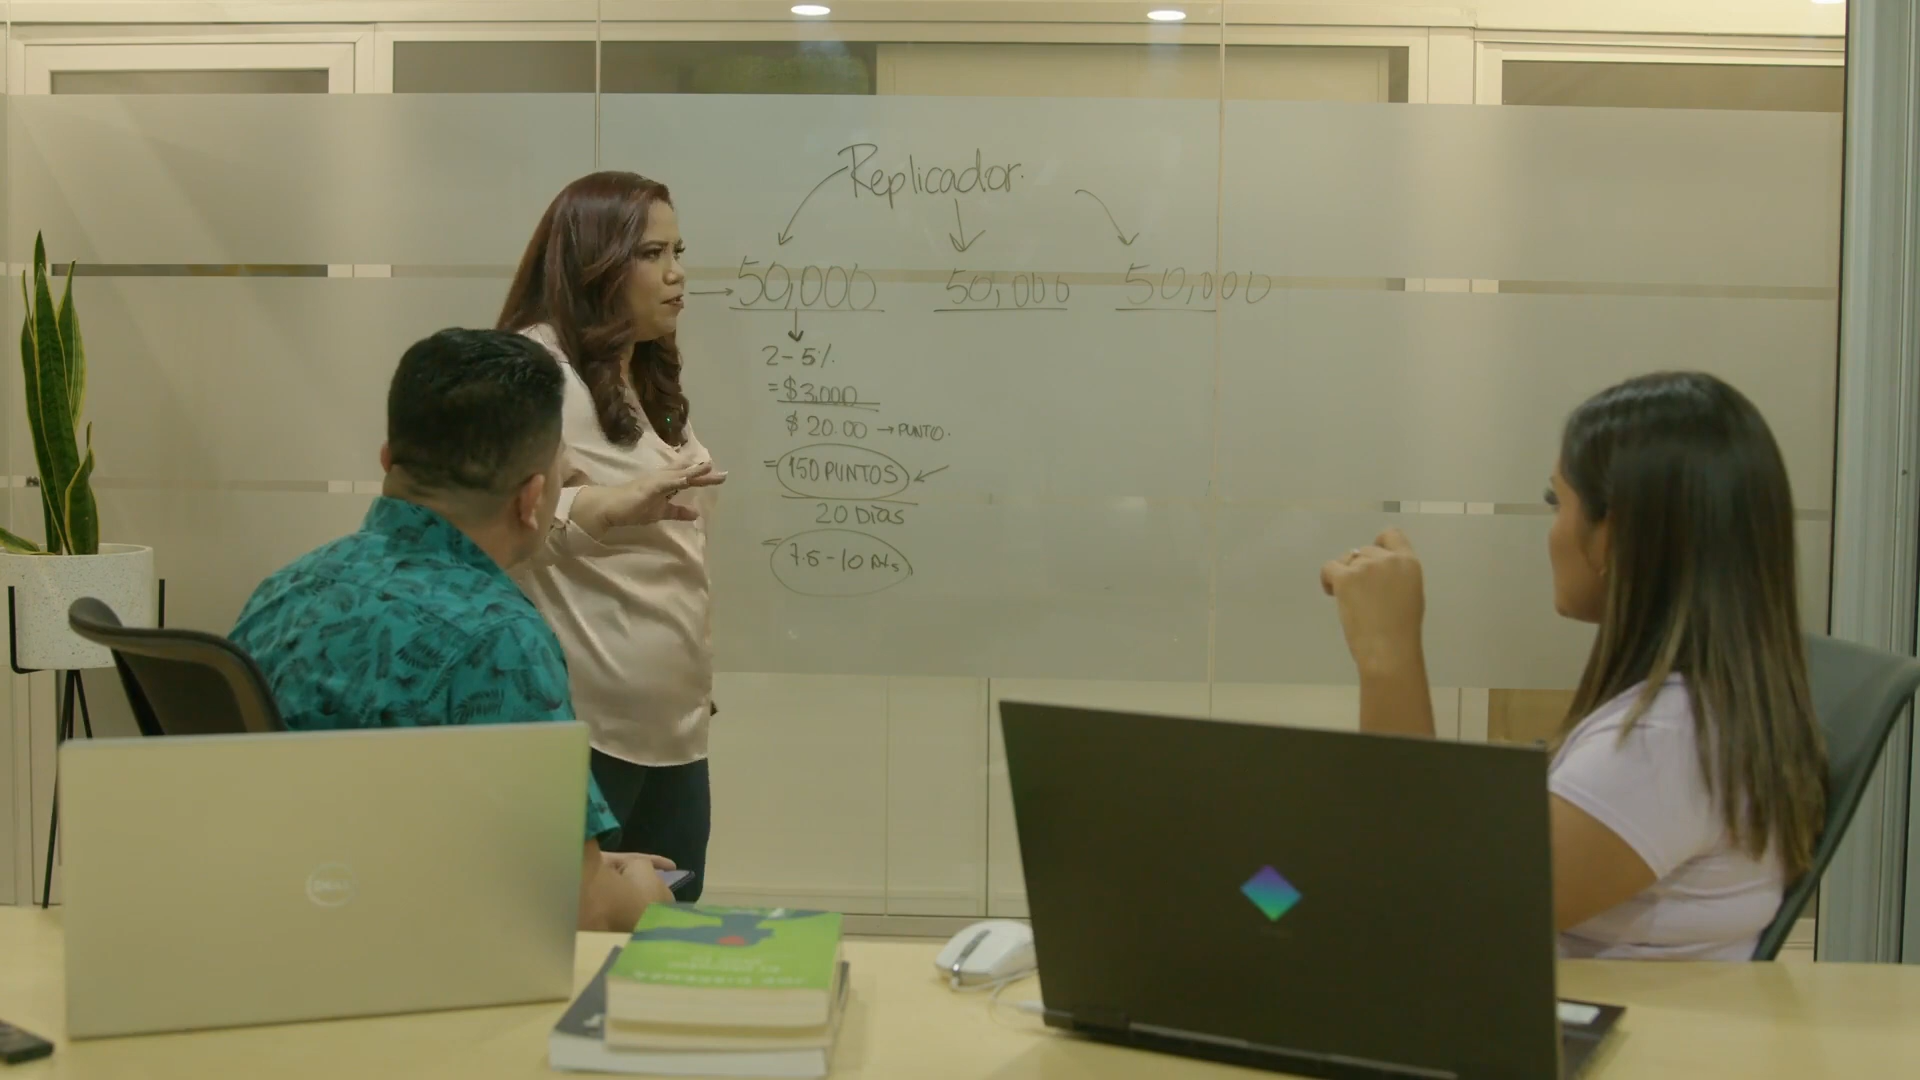 Replicador.
50,000 50,000 50,000
2-5%.
=$3,000
$20.00 → PUNTO.
=150 PUNTOS
20 DIAS
=7.5-10 Pts.
DELL